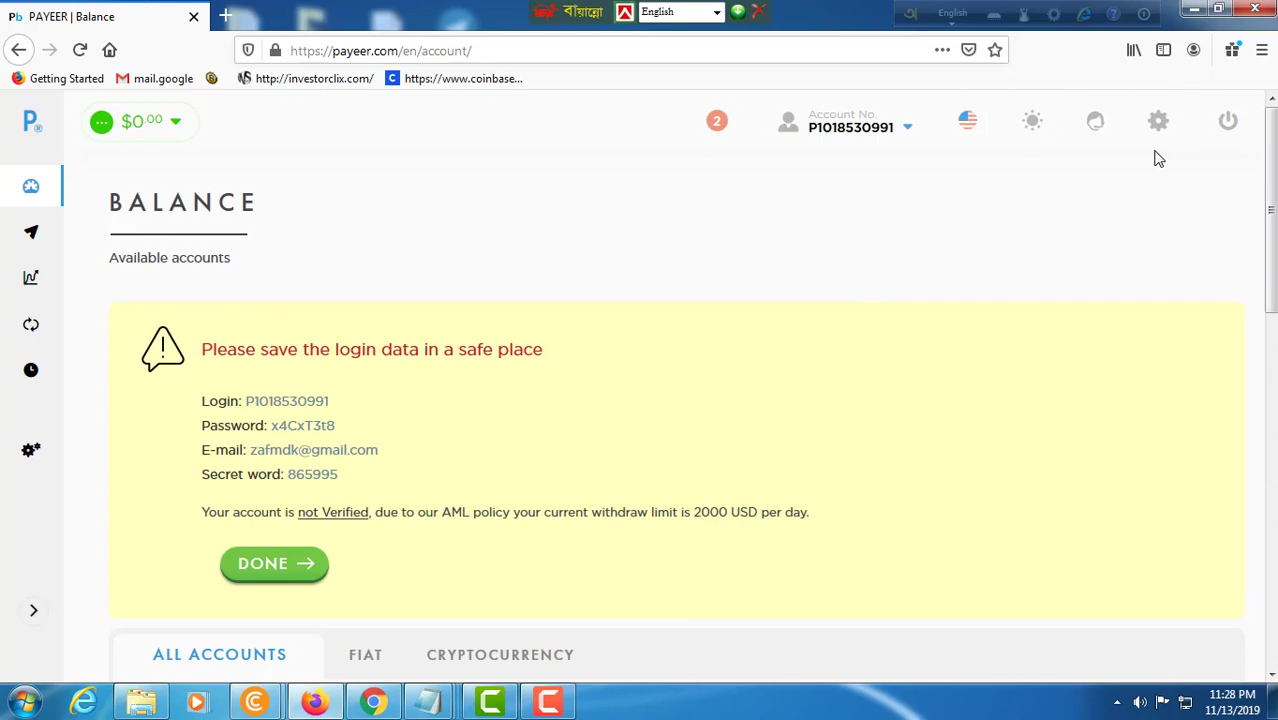 Pb PAYEER | Balance
বায়ান্নো
English
English
https://payeer.com/en/account/
Getting Started
mail.google
http://investorclix.com/
https://www.coinbase...
$0.00
2
Account No.
P1018530991
BALANCE
Available accounts
Please save the login data in a safe place
Login: P1018530991
Password: x4CxT3t8
E-mail: zafmdk@gmail.com
Secret word: 865995
Your account is not Verified, due to our AML policy your current withdraw limit is 2000 USD per day.
DONE
ALL ACCOUNTS
FIAT
CRYPTOCURRENCY
11:28 PM
11/13/2019